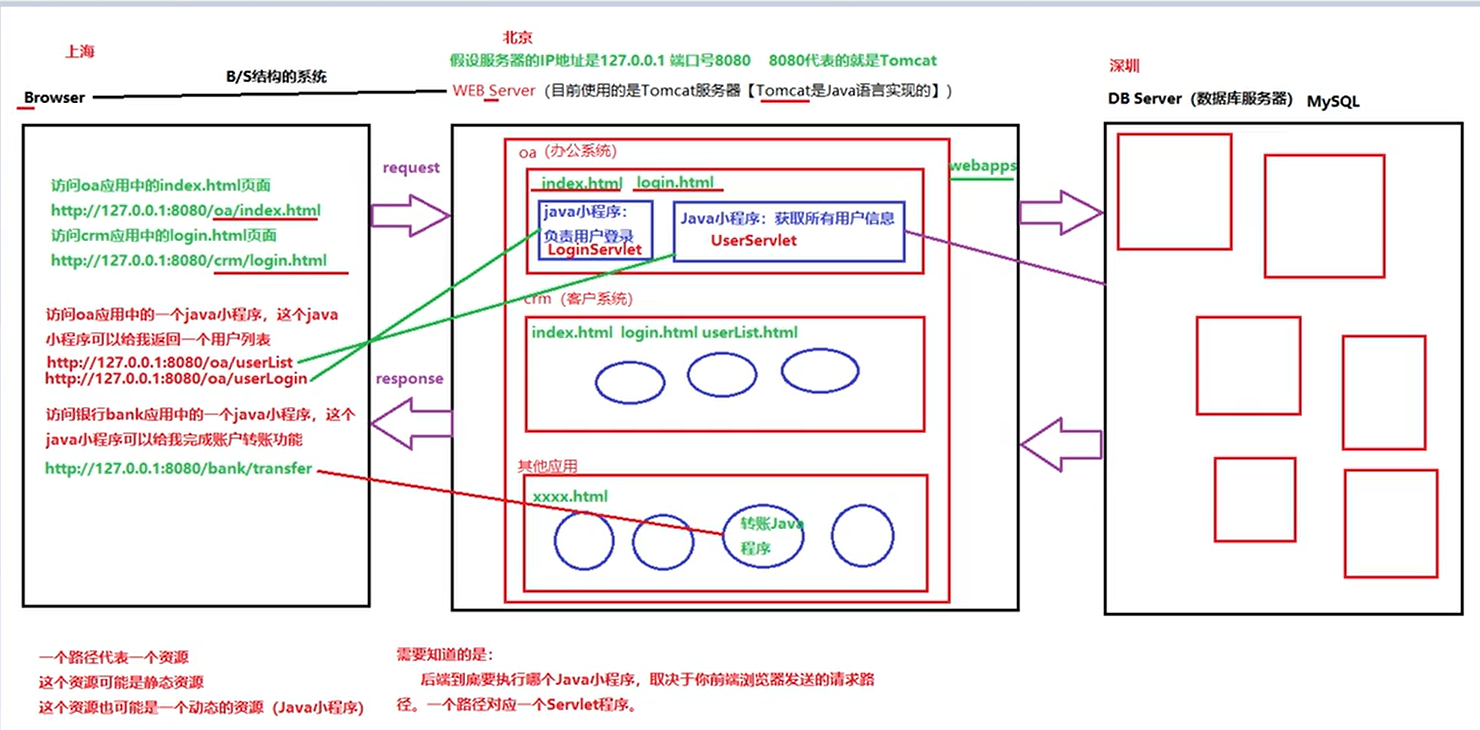 上海
B/S结构的系统
Browser
北京
假设服务器的IP地址是127.0.0.1 端口号8080 8080代表的就是Tomcat
WEB Server（目前使用的是Tomcat服务器【Tomcat是Java语言实现的】）
深圳
DB Server（数据库服务器） MySQL
访问oa应用中的index.html页面
http://127.0.0.1:8080/oa/index.html
访问crm应用中的login.html页面
http://127.0.0.1:8080/crm/login.html
访问oa应用中的一个java小程序，这个java
小程序可以给我返回一个用户列表
http://127.0.0.1:8080/oa/userList
http://127.0.0.1:8080/oa/userLogin
访问银行bank应用中的一个java小程序，这个
java小程序可以给我完成账户转账功能
http://127.0.0.1:8080/bank/transfer
request
response
oa（办公系统）
webapps
index.html login.html
java小程序：
负责用户登录
LoginServlet
Java小程序：获取所有用户信息
UserServlet
crm（客户系统）
index.html login.html userList.html
其他应用
xxxx.html
转账Java
程序
一个路径代表一个资源
这个资源可能是静态资源
这个资源也可能是一个动态的资源（Java小程序）
需要知道的是：
后端到底要执行哪个Java小程序，取决于你前端浏览器发送的请求路
径。一个路径对应一个Servlet程序。